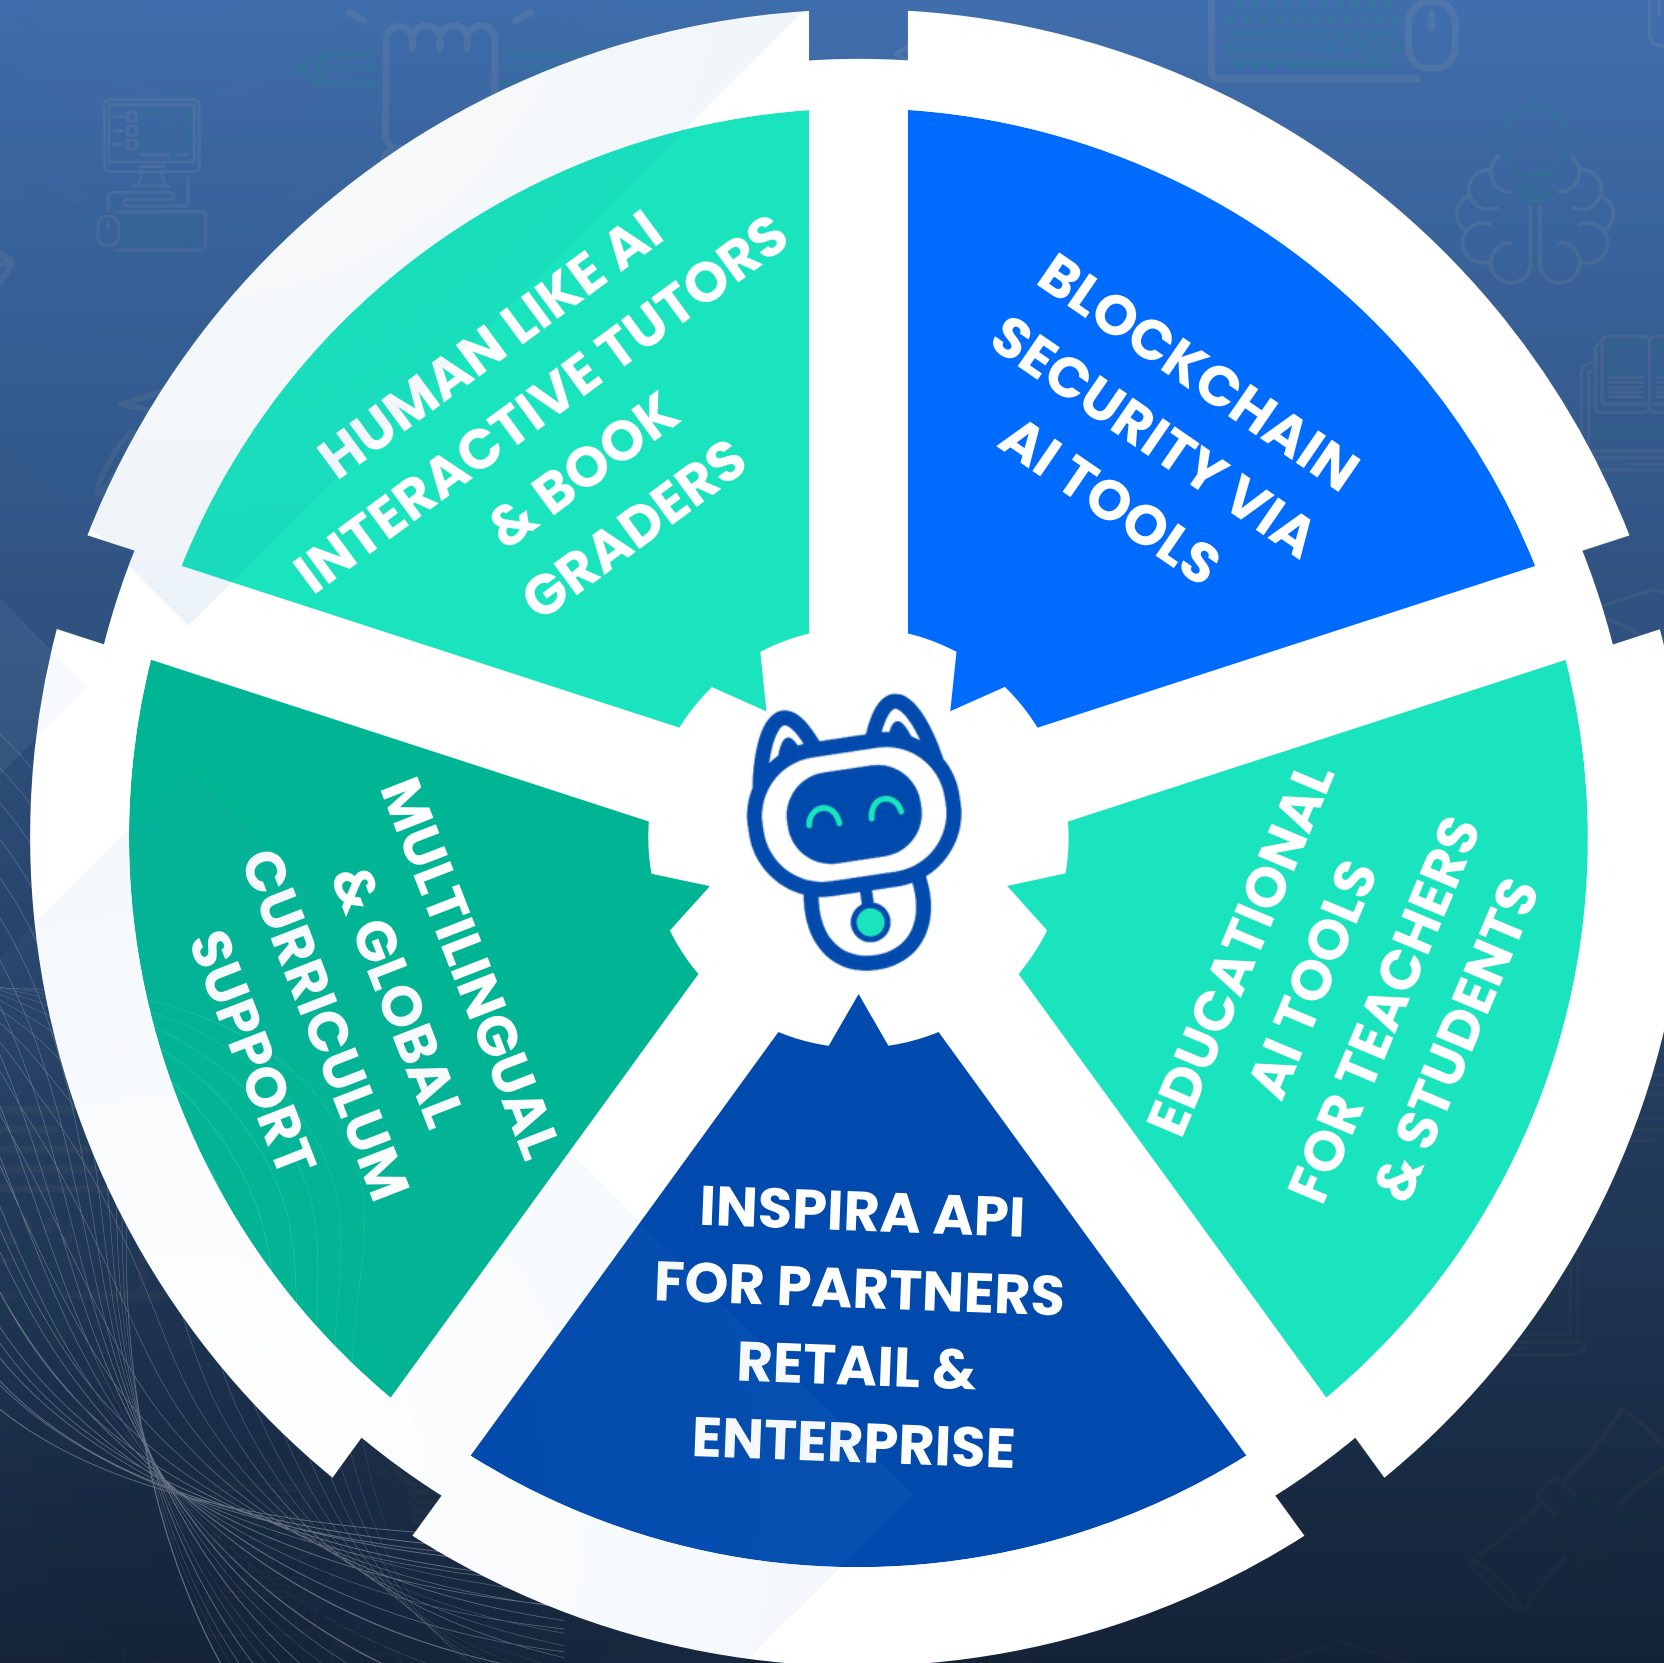 HUMAN LIKE AI
INTERACTIVE TUTORS
& BOOK
GRADERS
BLOCKCHAIN
SECURITY VIA
AI TOOLS
EDUCATIONAL
AI TOOLS
FOR TEACHERS
& STUDENTS
INSPIRA API
FOR PARTNERS
RETAIL &
ENTERPRISE
MULTILINGUAL
& GLOBAL
CURRICULUM
SUPPORT